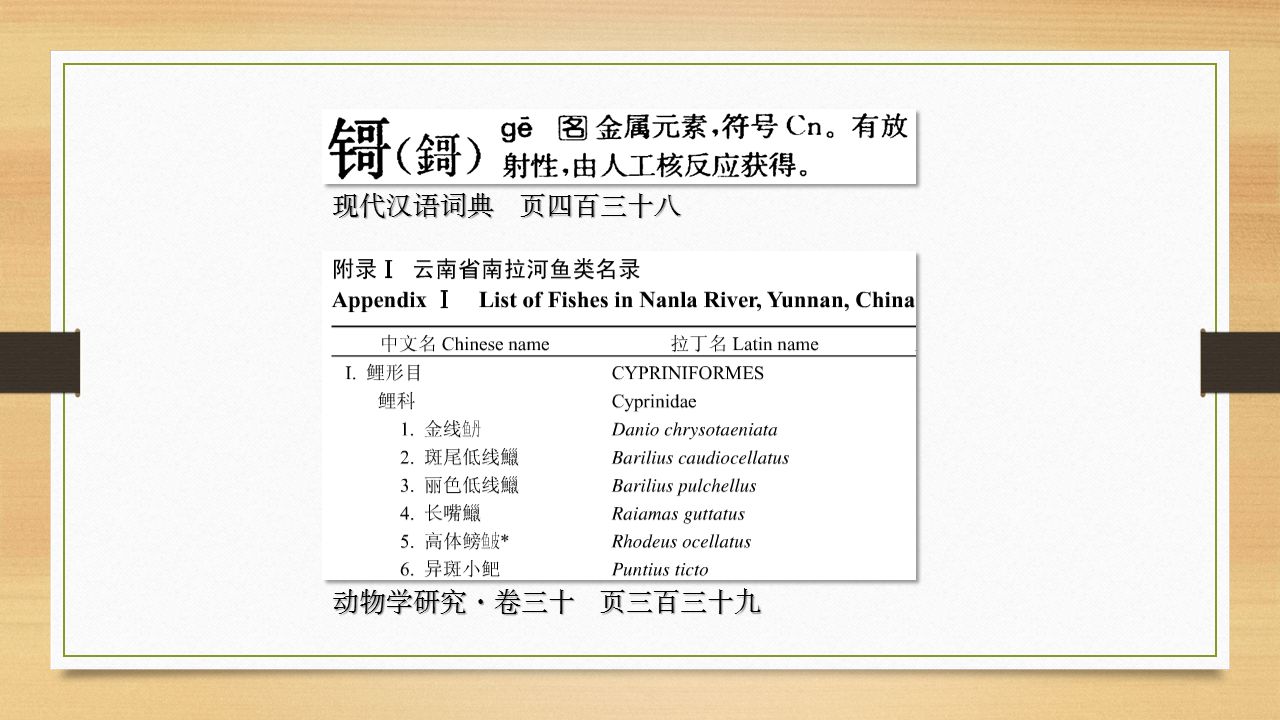 鿔(鎶) gē 名 金属元素,符号 Cn。有放
射性,由人工核反应获得。
现代汉语词典 页四百三十八
附录Ⅰ 云南省南拉河鱼类名录
Appendix Ⅰ List of Fishes in Nanla River, Yunnan, China
中文名 Chinese name 拉丁名 Latin name
I. 鲤形目 CYPRINIFORMES
鲤科 Cyprinidae
1. 金线 Danio chrysotaeniata
2. 斑尾低线鱲 Barilius caudiocellatus
3. 丽色低线鱲 Barilius pulchellus
4. 长嘴鱲 Raiamas guttatus
5. 高体鳑鲏* Rhodeus ocellatus
6. 异斑小鲃 Puntius ticto
动物学研究·卷三十 页三百三十九